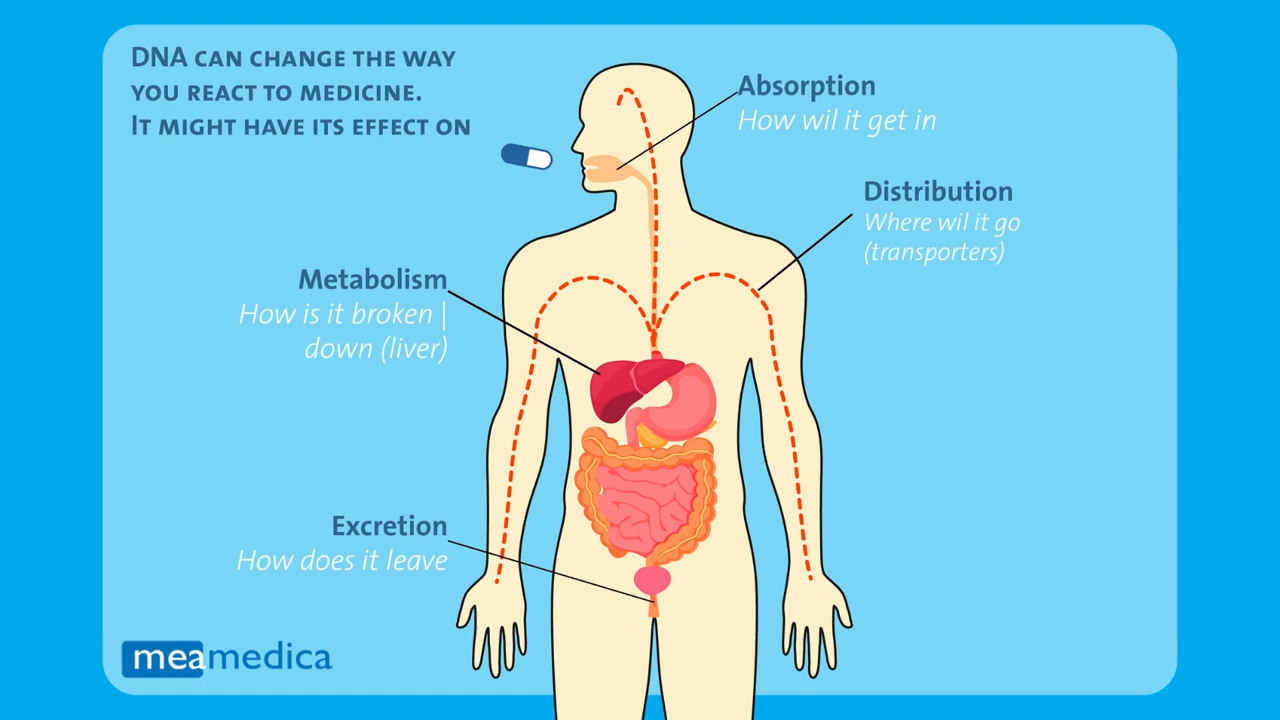 DNA CAN CHANGE THE WAY
YOU REACT TO MEDICINE.
IT MIGHT HAVE ITS EFFECT ON
Absorption
How wil it get in
Distribution
Where wil it go
(transporters)
Metabolism
How is it broken |
down (liver)
Excretion
How does it leave
meamedica